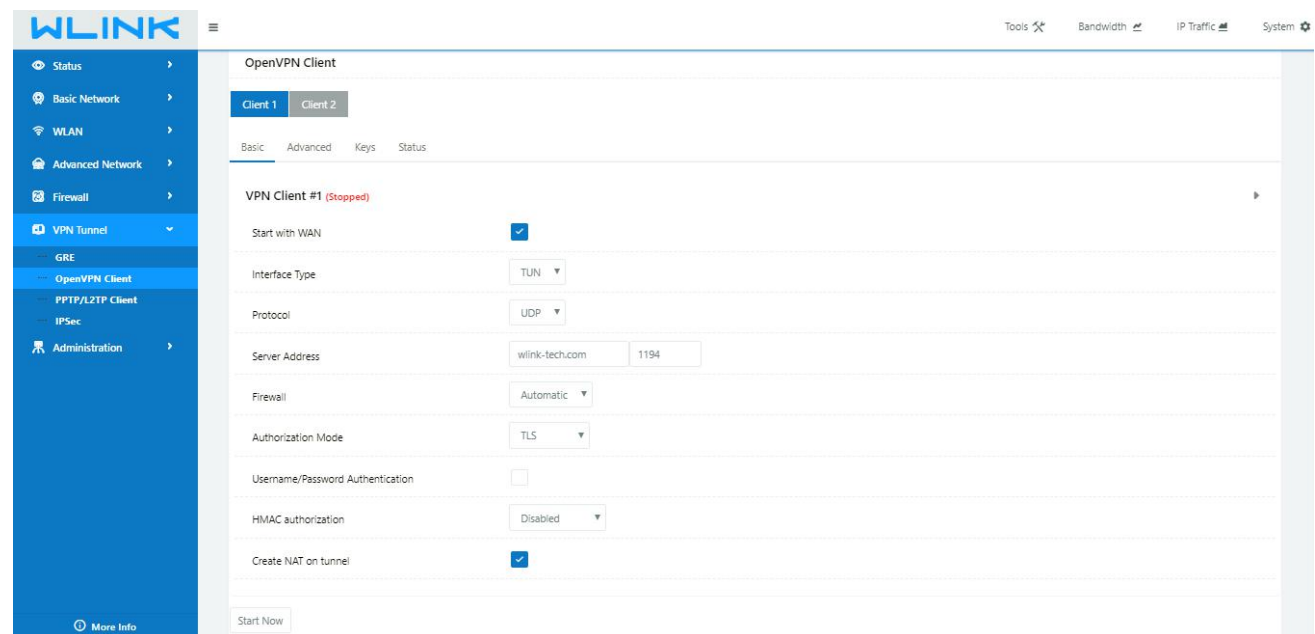 WLINK
Tools
Bandwidth
IP Traffic
System
Status
Basic Network
WLAN
Advanced Network
Firewall
VPN Tunnel
GRE
OpenVPN Client
PPTP/L2TP Client
IPSec
Administration
More Info
OpenVPN Client
Client 1 Client 2
Basic Advanced Keys Status
VPN Client #1 (Stopped)
Start with WAN
Interface Type TUN
Protocol UDP
Server Address wlink-tech.com 1194
Firewall Automatic
Authorization Mode TLS
Username/Password Authentication
HMAC authorization Disabled
Create NAT on tunnel
Start Now